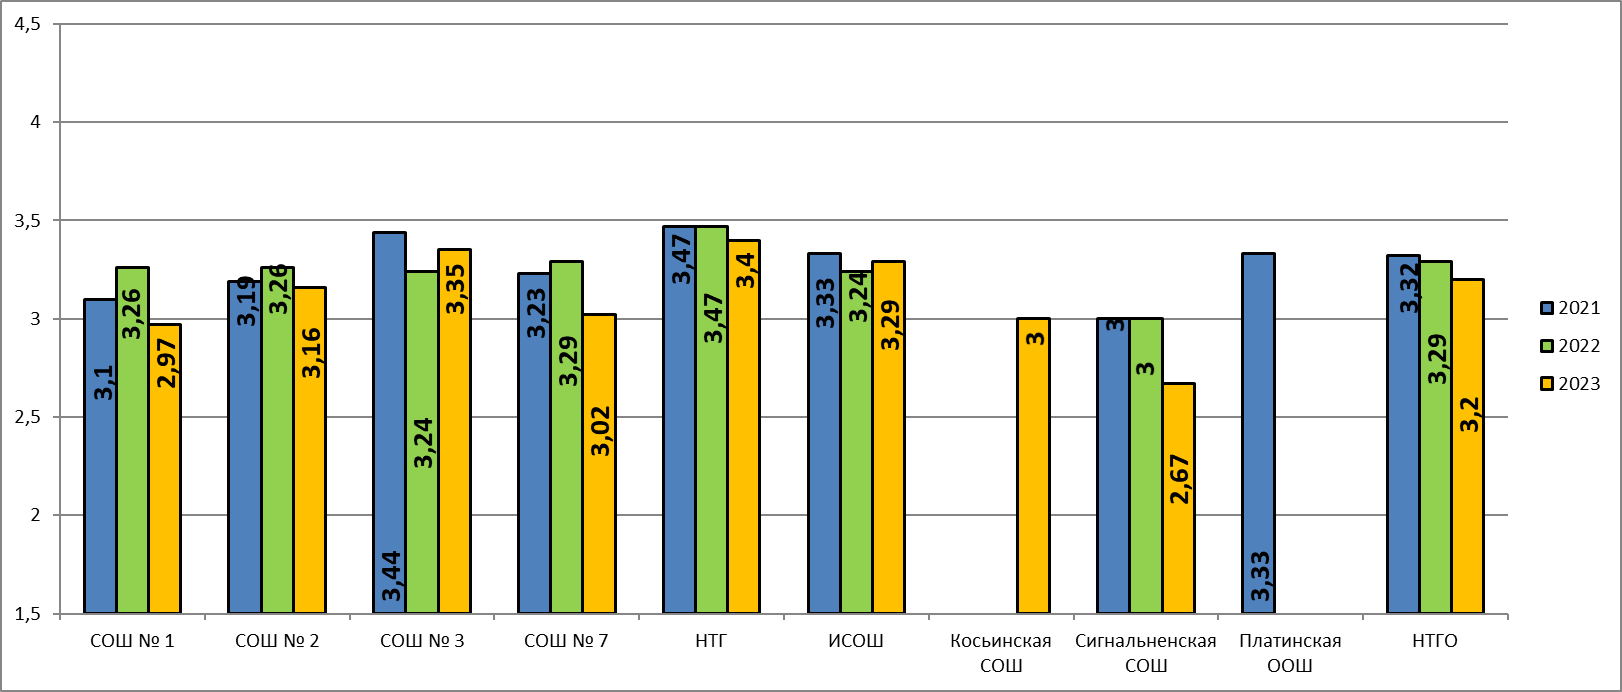 4,5
4
3,5
3
2,5
2
1,5
3,1
3,26
2,97
3,19
3,26
3,16
3,44
3,24
3,35
3,23
3,29
3,02
3,47
3,47
3,4
3,33
3,24
3,29
3
3
3
2,67
3,33
3,32
3,29
3,2
СОШ № 1
СОШ № 2
СОШ № 3
СОШ № 7
НТГ
ИСОШ
Косьинская
СОШ
Сигнальненская
СОШ
Платинская
ООШ
НТГО
2021
2022
2023